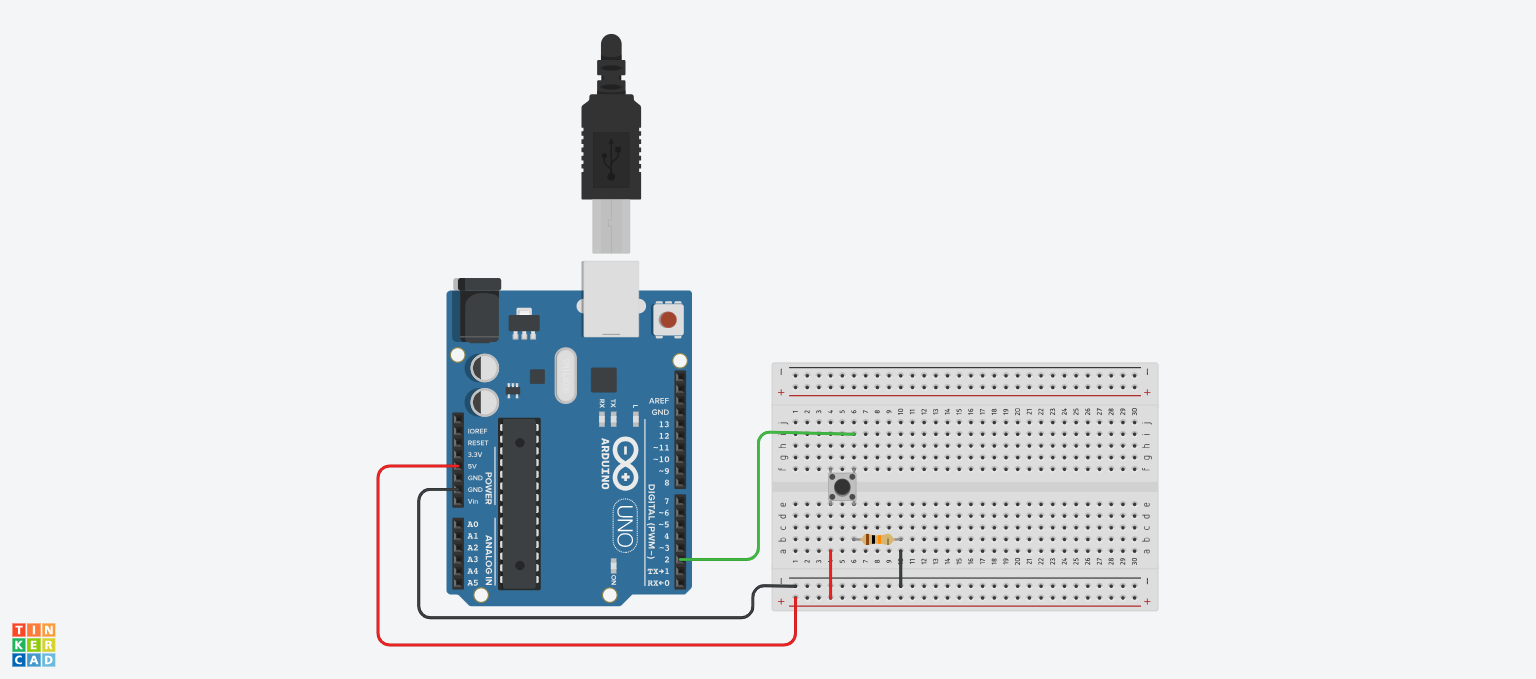 AREF
GND
13
12
~11
~10
~9
8
7
~6
~5
4
~3
2
TX→1
RX←0
DIGITAL (PWM~)
IOREF
RESET
3.3V
5V
GND
GND
Vin
POWER
A0
A1
A2
A3
A4
A5
ANALOG IN
RX
TX
L
ARDUINO
UNO
ON
− −
+ +
1 2 3 4 5 6 7 8 9 10 11 12 13 14 15 16 17 18 19 20 21 22 23 24 25 26 27 28 29 30
j j
i i
h h
g g
f f
e e
d d
c c
b b
a a
1 2 3 4 5 6 7 8 9 10 11 12 13 14 15 16 17 18 19 20 21 22 23 24 25 26 27 28 29 30
− −
+ +
TIN
KER
CAD